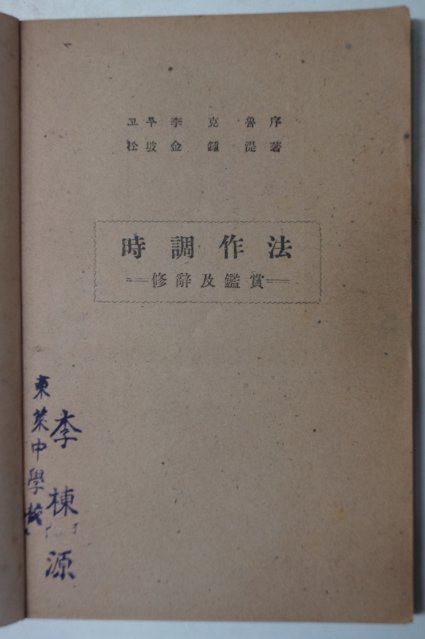 고루 李 克 魯 序
松坡 金 鍾 湜 著
時調作法
==修辭及鑑賞==
東萊中學校
李棟源